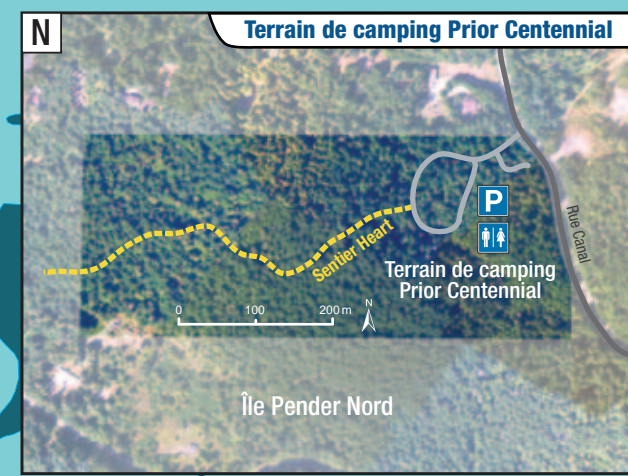 N
Terrain de camping Prior Centennial
P
Rue Canal
Sentier Heart
Terrain de camping
Prior Centennial
0 100 200 m
N
Île Pender Nord